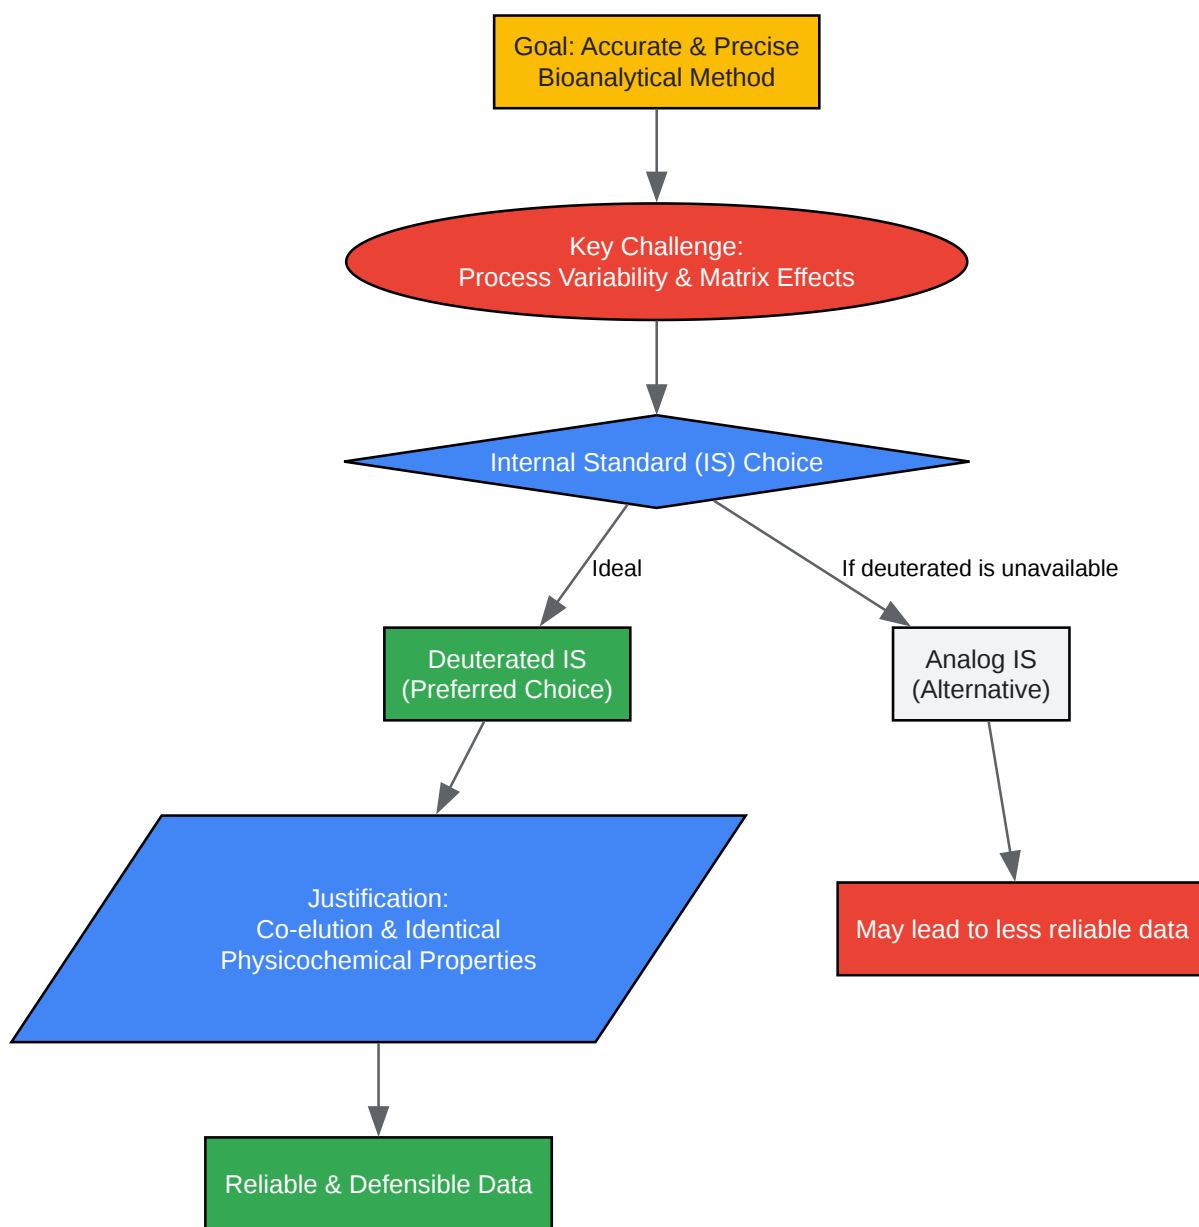 Goal: Accurate & Precise
Bioanalytical Method
Key Challenge:
Process Variability & Matrix Effects
Internal Standard (IS) Choice
Ideal
If deuterated is unavailable
Deuterated IS
(Preferred Choice)
Analog IS
(Alternative)
Justification:
Co-elution & Identical
Physicochemical Properties
May lead to less reliable data
Reliable & Defensible Data